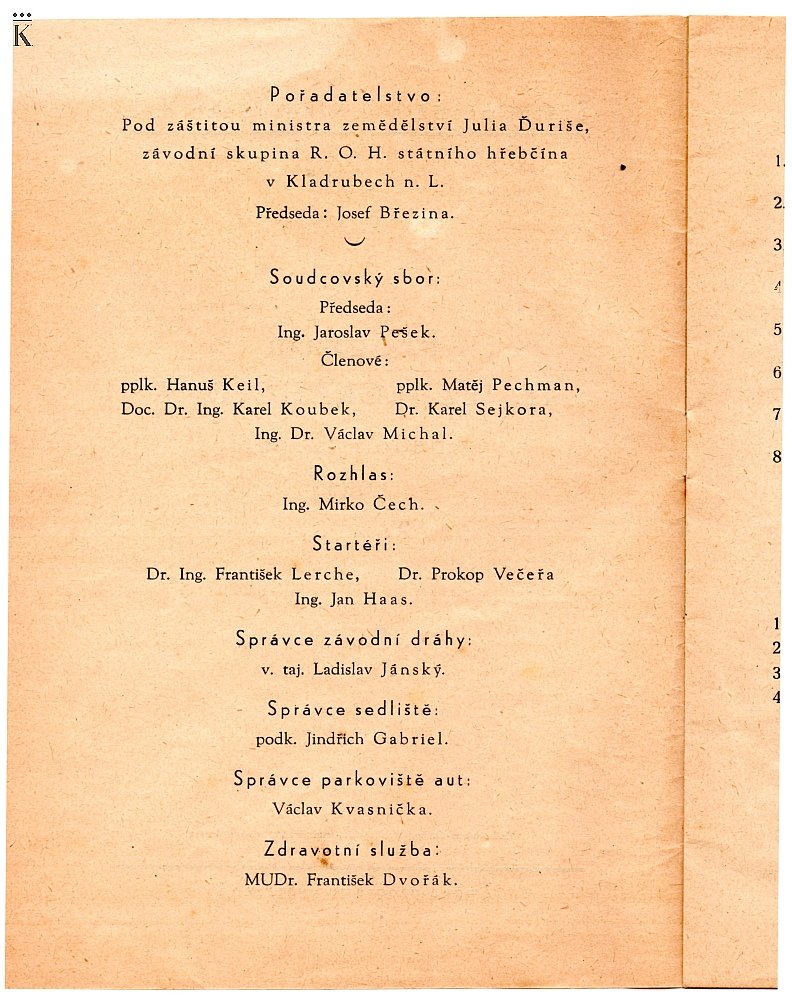 K
Pořadatelstvo:
Pod záštitou ministra zemědělství Julia Ďuriše,
závodní skupina R. O. H. státního hřebčína
v Kladrubech n. L.
Předseda: Josef Březina.
Soudcovský sbor:
Předseda:
Ing. Jaroslav Pešek.
Členové:
pplk. Hanuš Keil, pplk. Matěj Pechman,
Doc. Dr. Ing. Karel Koubek, Dr. Karel Sejkora,
Ing. Dr. Václav Michal.
Rozhlas:
Ing. Mirko Čech.
Startéři:
Dr. Ing. František Lerche, Dr. Prokop Večeřa
Ing. Jan Haas.
Správce závodní dráhy:
v. taj. Ladislav Jánský.
Správce sedliště:
podk. Jindřich Gabriel.
Správce parkoviště aut:
Václav Kvasnička.
Zdravotní služba:
MUDr. František Dvořák.
1.
2.
3
4
5
6
7
8
1
2
3
4